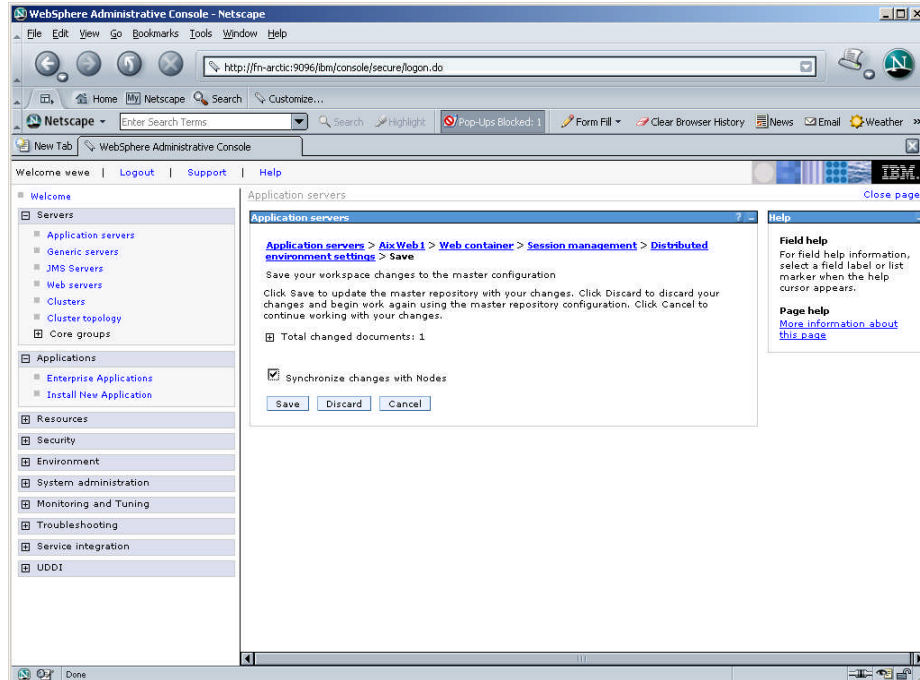 WebSphere Administrative Console - Netscape
File Edit View Go Bookmarks Tools Window Help
http://fn-arctic:9096/ibm/console/secure/logon.do
Home My Netscape Search Customize...
Netscape Enter Search Terms Search Highlight Pop-Ups Blocked: 1 Form Fill Clear Browser History News Email Weather »
New Tab WebSphere Administrative Console
Welcome vewe | Logout | Support | Help IBM.
Welcome
Servers
Application servers
Generic servers
JMS Servers
Web servers
Clusters
Cluster topology
Core groups
Applications
Enterprise Applications
Install New Application
Resources
Security
Environment
System administration
Monitoring and Tuning
Troubleshooting
Service integration
UDDI
Application servers Close page
Application servers ? _
Application servers > AixWeb1 > Web container > Session management > Distributed
environment settings > Save
Save your workspace changes to the master configuration
Click Save to update the master repository with your changes. Click Discard to discard your
changes and begin work again using the master repository configuration. Click Cancel to
continue working with your changes.
Total changed documents: 1
Synchronize changes with Nodes
Save Discard Cancel
Help
Field help
For field help information,
select a field label or list
marker when the help
cursor appears.
Page help
More information about
this page
Done